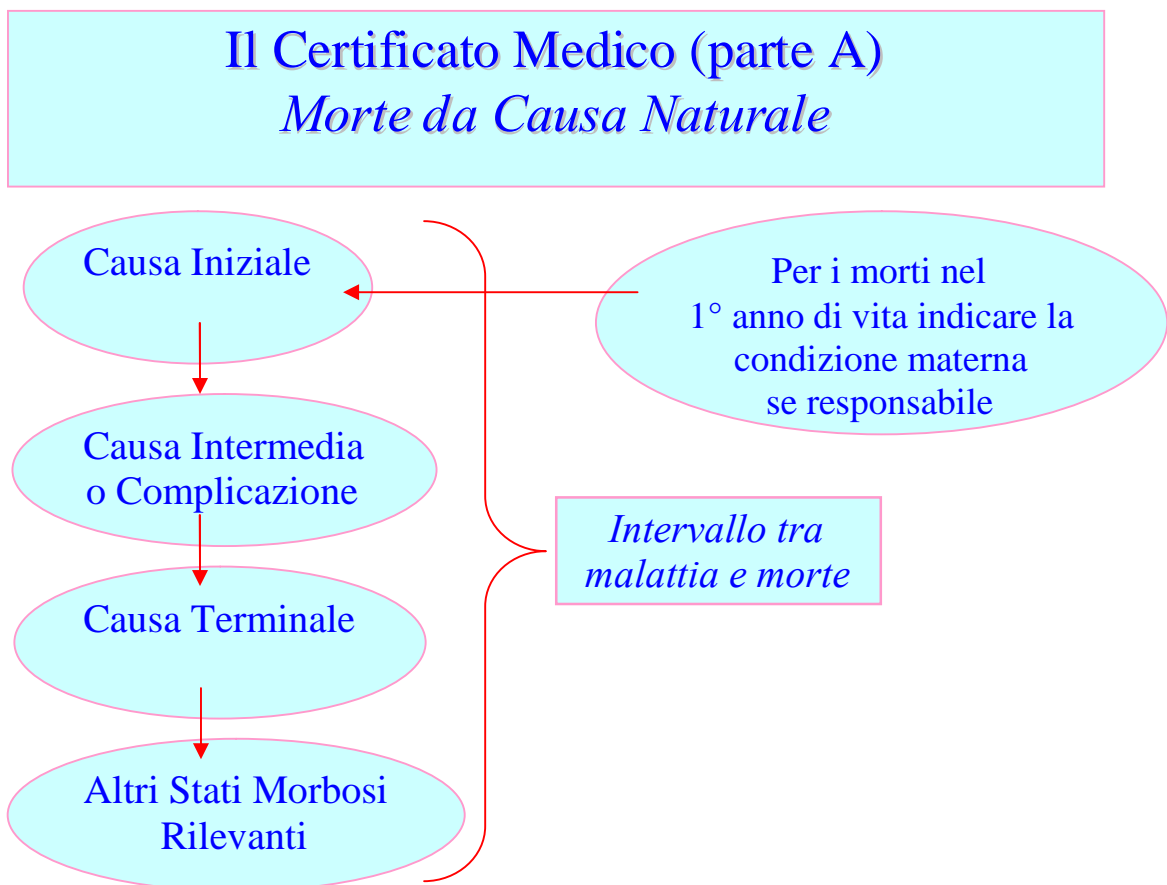 Il Certificato Medico (parte A)
Morte da Causa Naturale
Causa Iniziale
Per i morti nel
1° anno di vita indicare la
condizione materna
se responsabile
Causa Intermedia
o Complicazione
Intervallo tra
malattia e morte
Causa Terminale
Altri Stati Morbosi
Rilevanti